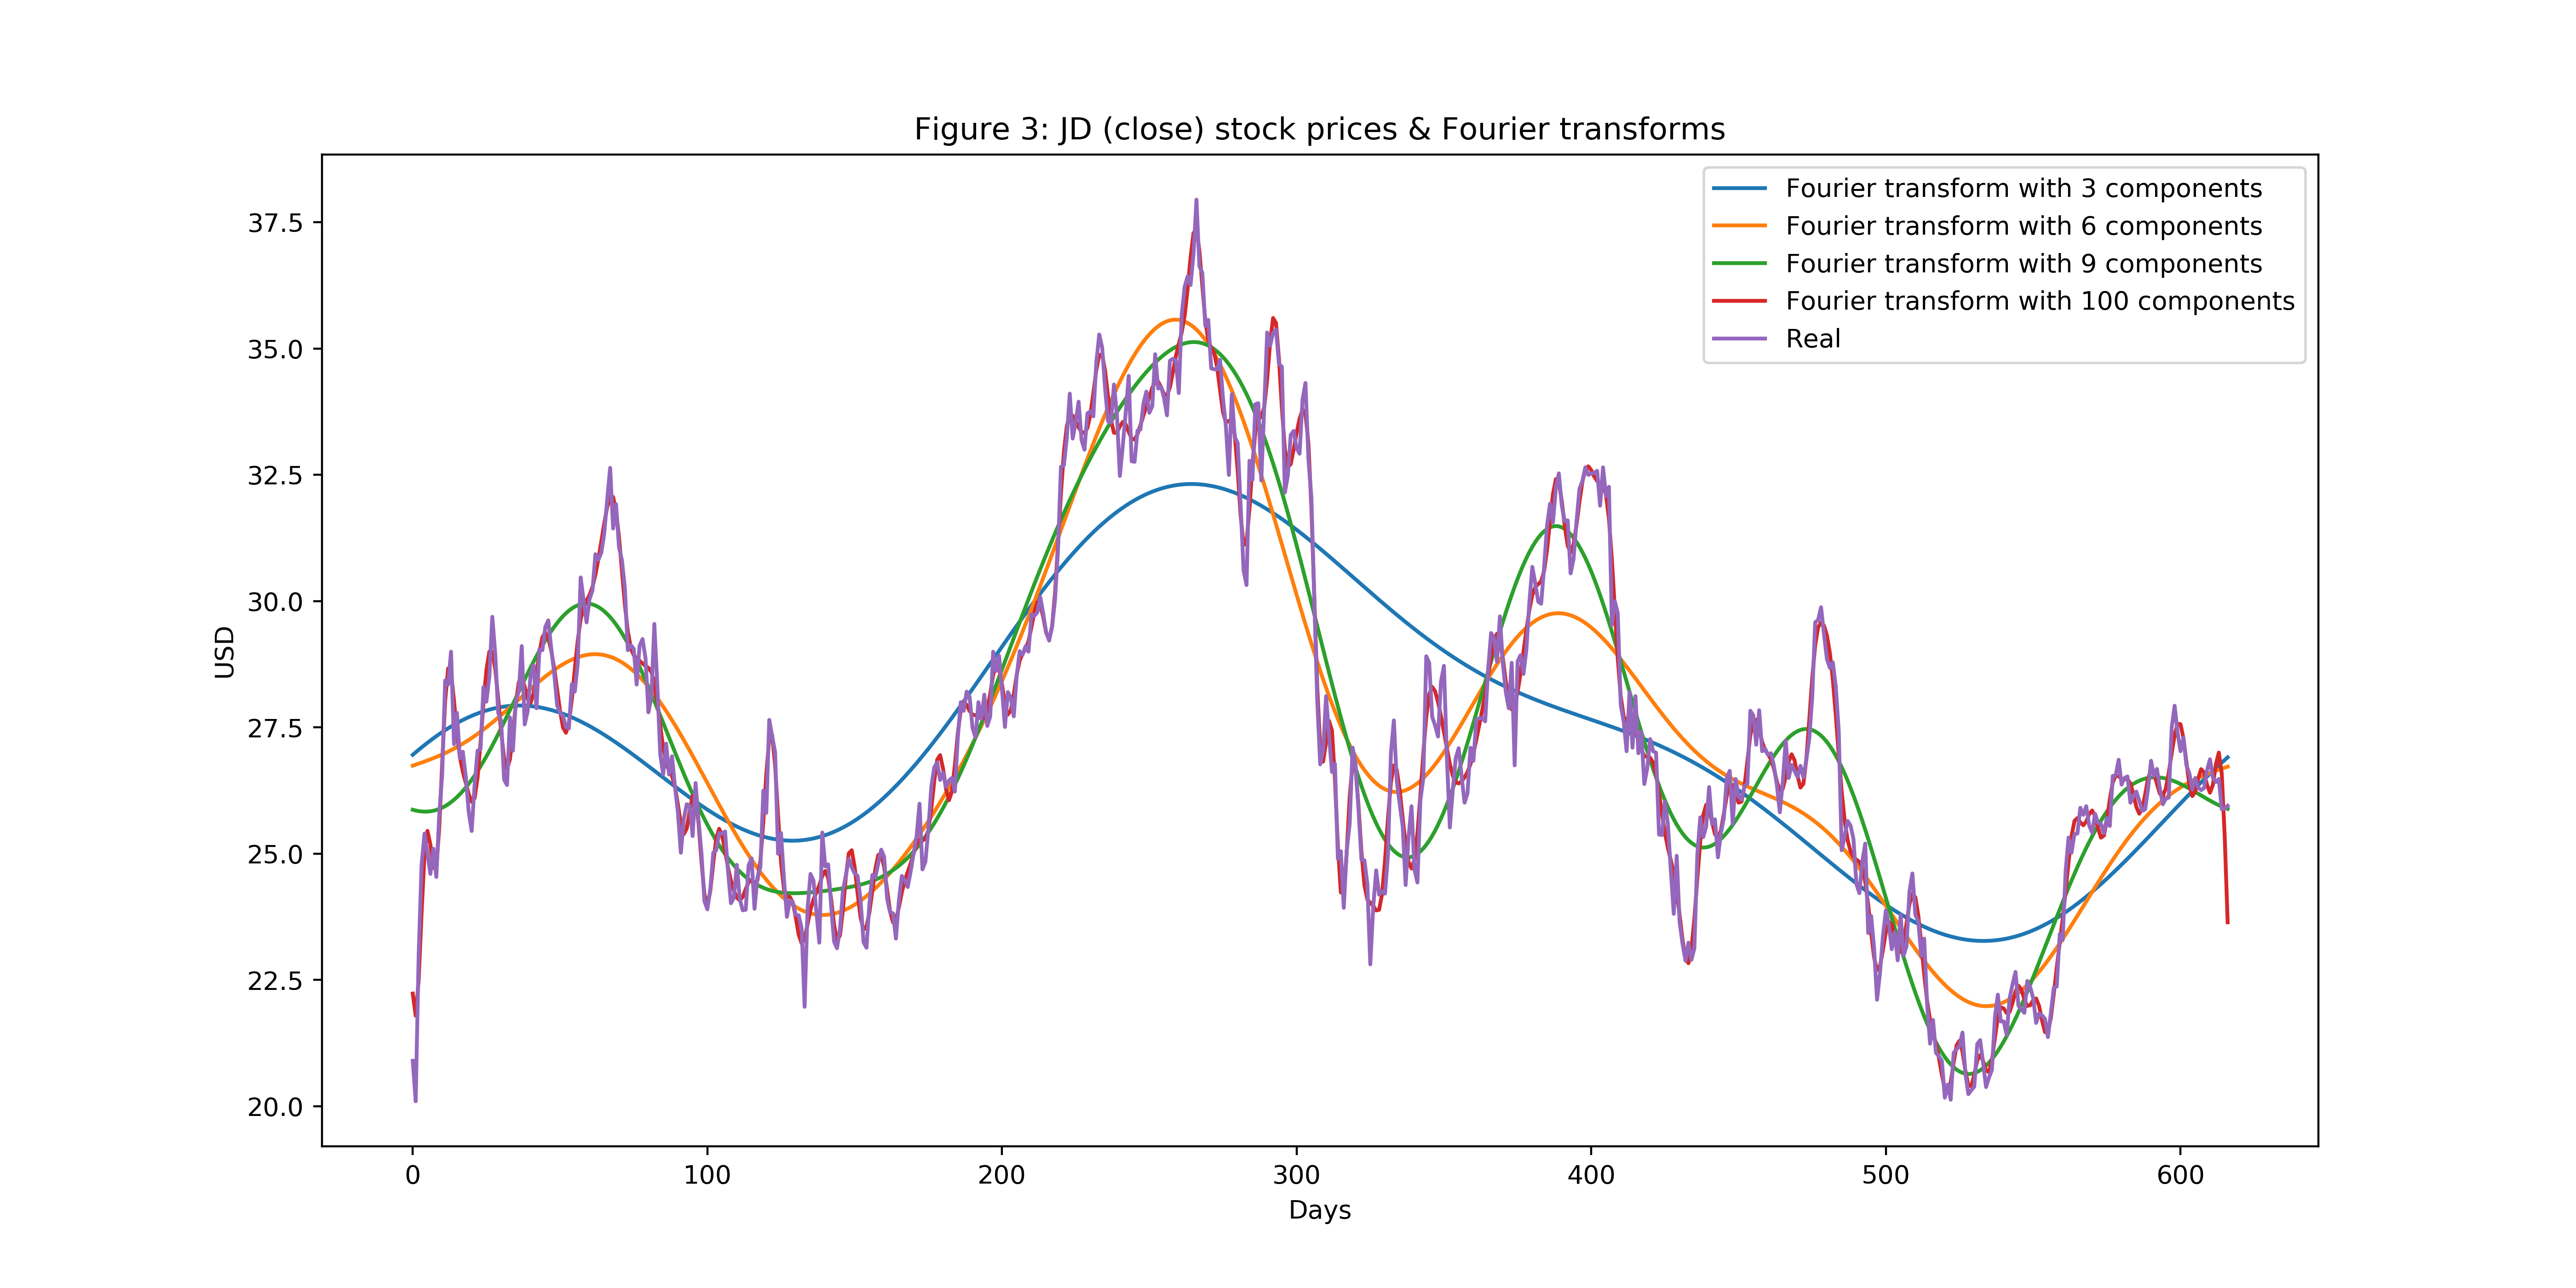 Figure 3: JD (close) stock prices & Fourier transforms
Fourier transform with 3 components
Fourier transform with 6 components
Fourier transform with 9 components
Fourier transform with 100 components
Real
USD
37.5
35.0
32.5
30.0
27.5
25.0
22.5
20.0
0 100 200 300 400 500 600
Days